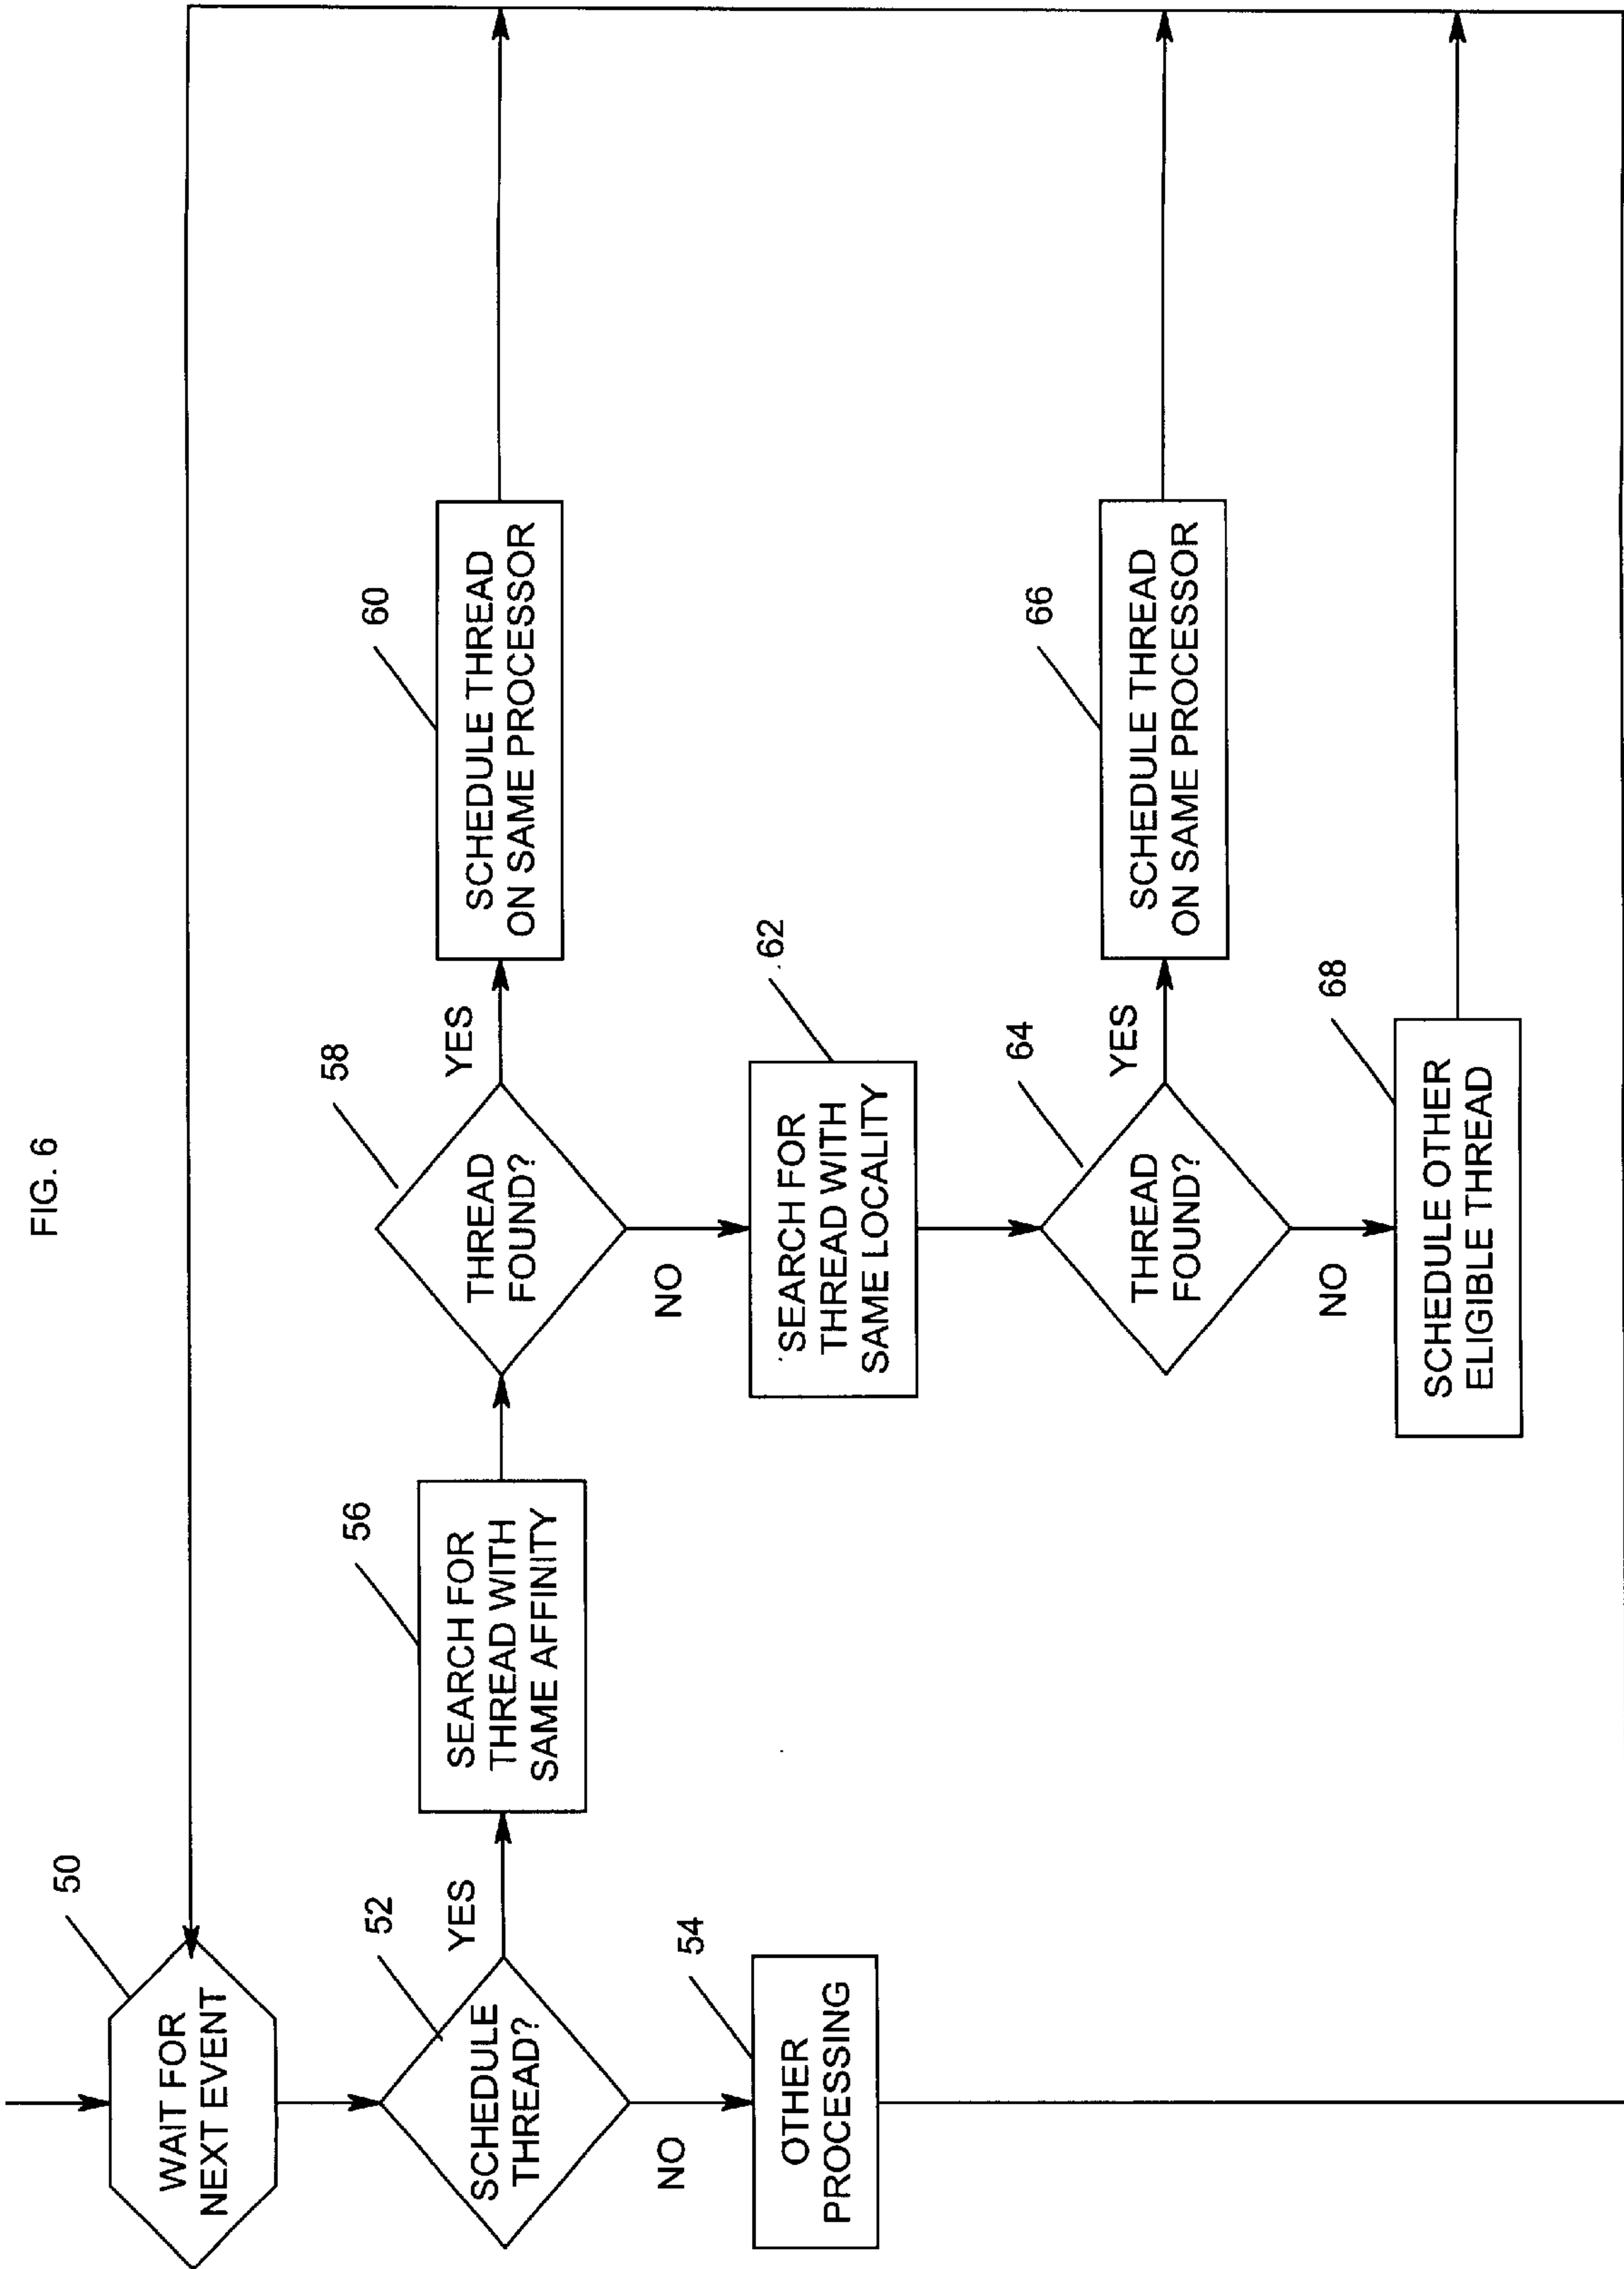 FIG. 6
50
WAIT FOR
NEXT EVENT
52
SCHEDULE
THREAD?
YES
NO
54
OTHER
PROCESSING
56
SEARCH FOR
THREAD WITH
SAME AFFINITY
58
THREAD
FOUND?
YES
NO
60
SCHEDULE THREAD
ON SAME PROCESSOR
62
SEARCH FOR
THREAD WITH
SAME LOCALITY
64
THREAD
FOUND?
YES
NO
66
SCHEDULE THREAD
ON SAME PROCESSOR
68
SCHEDULE OTHER
ELIGIBLE THREAD